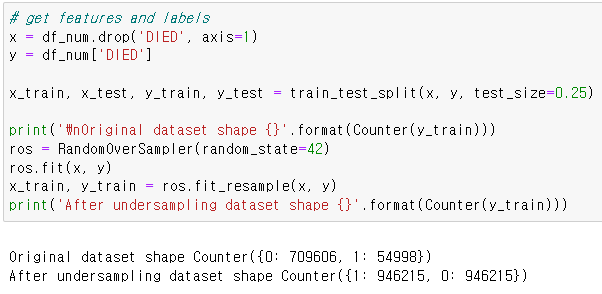 # get features and labels
x = df_num.drop('DIED', axis=1)
y = df_num['DIED']
x_train, x_test, y_train, y_test = train_test_split(x, y, test_size=0.25)
print('₩nOriginal dataset shape {}'.format(Counter(y_train)))
ros = RandomOverSampler(random_state=42)
ros.fit(x, y)
x_train, y_train = ros.fit_resample(x, y)
print('After undersampling dataset shape {}'.format(Counter(y_train)))
Original dataset shape Counter({0: 709606, 1: 54998})
After undersampling dataset shape Counter({1: 946215, 0: 946215})